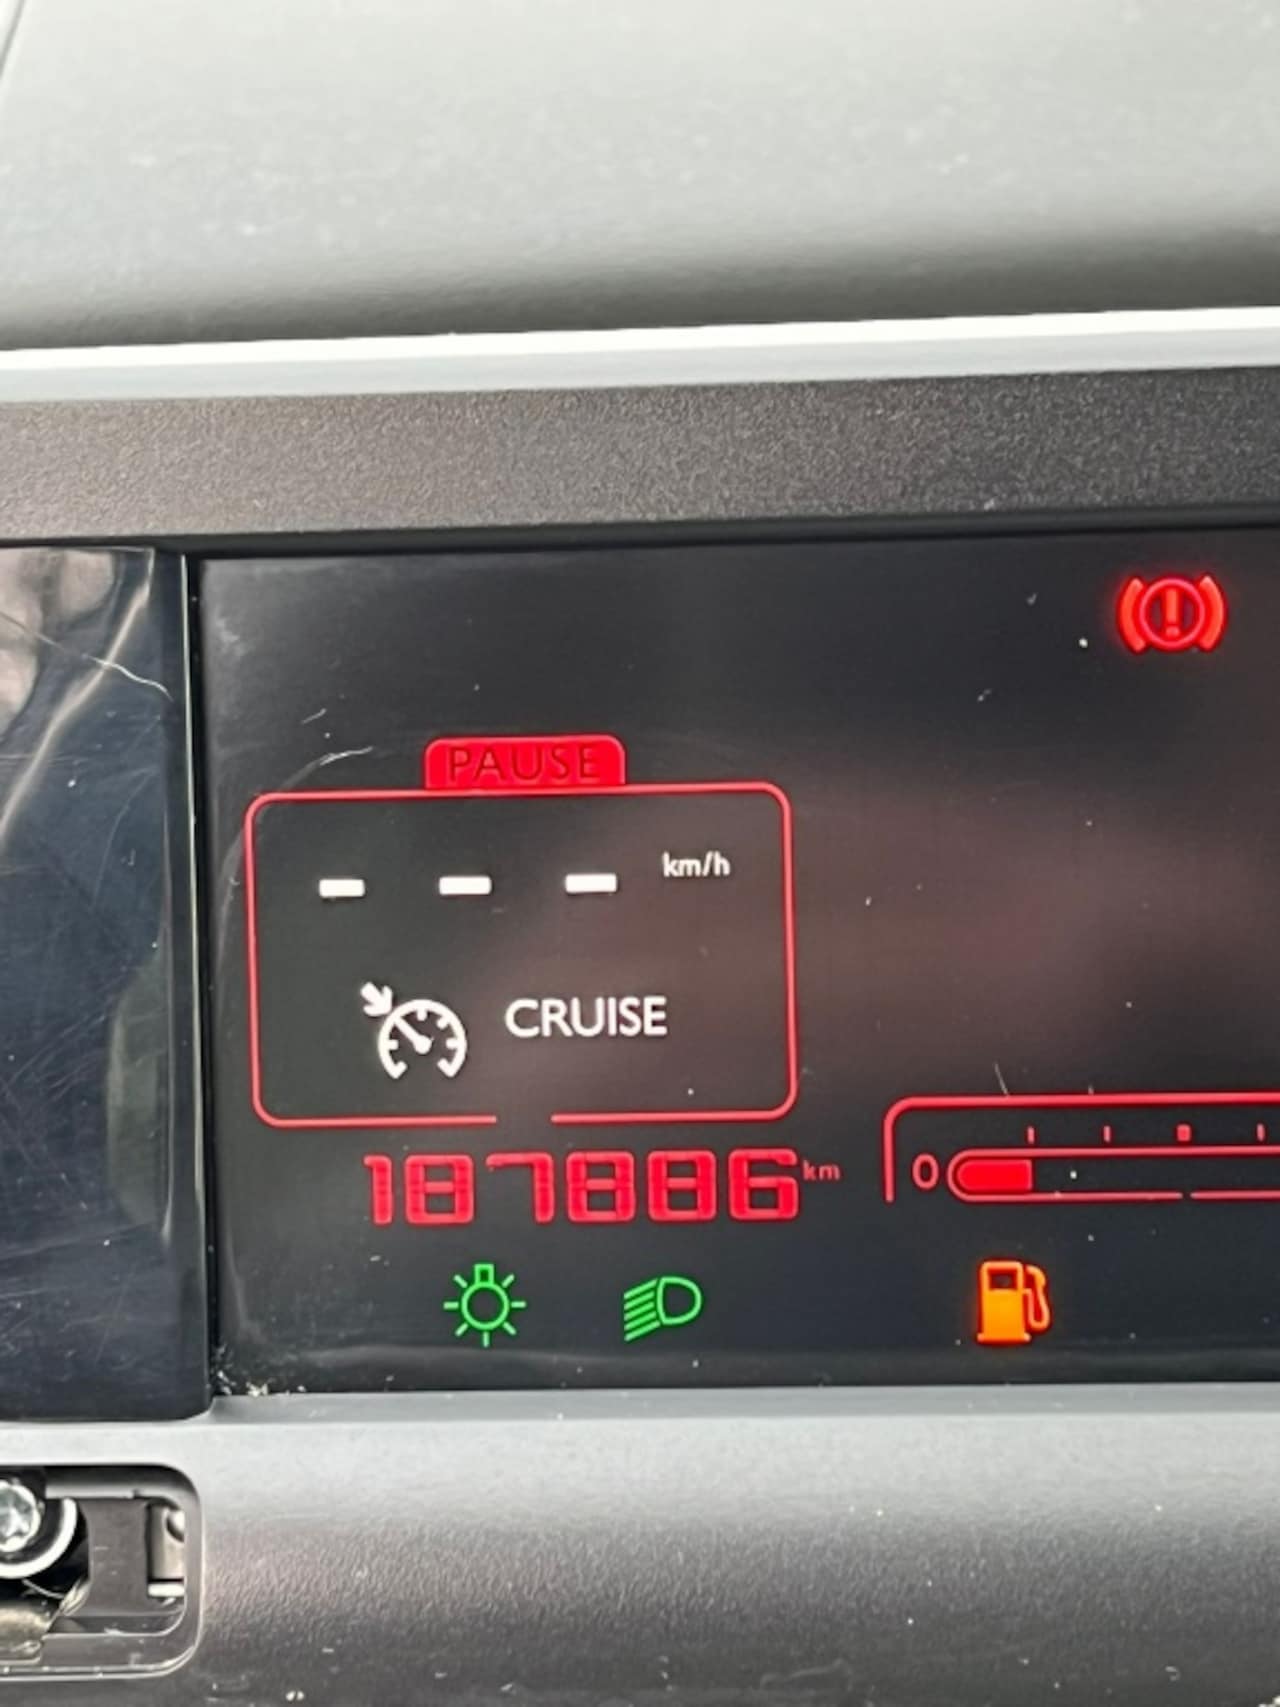 PAUSE
- - - km/h
CRUISE
187886 km
0